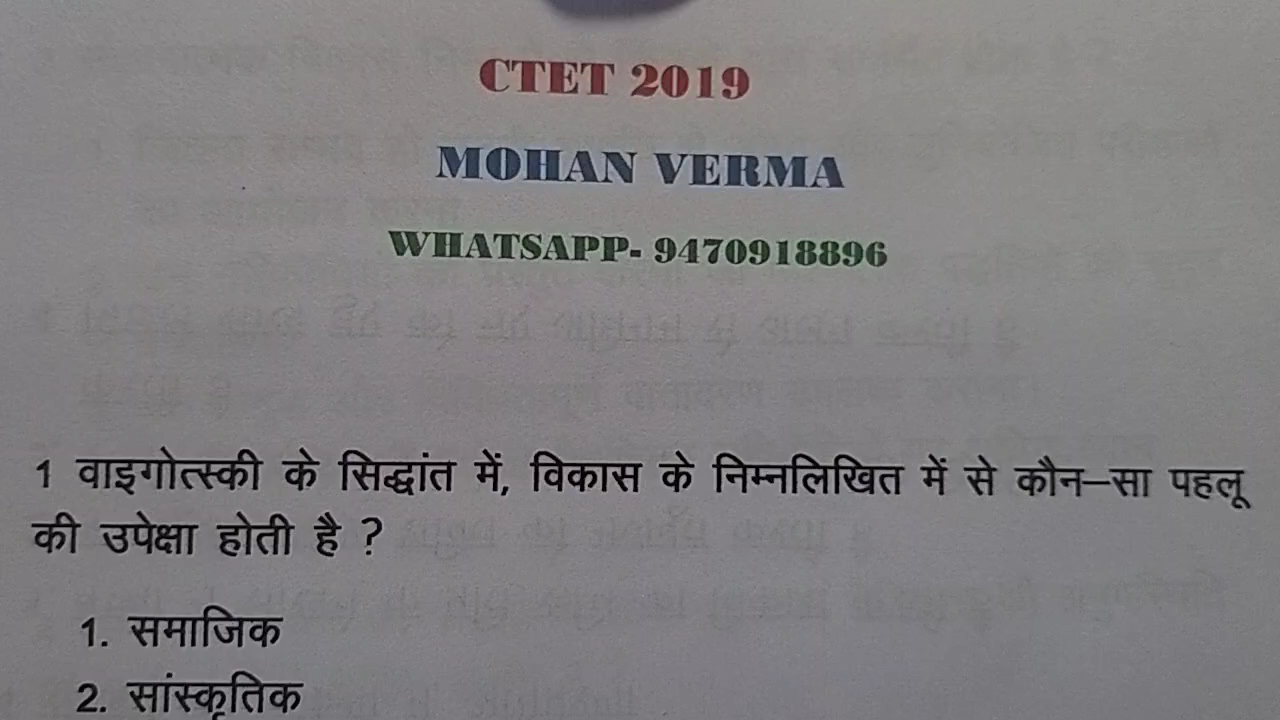 CTET 2019
MOHAN VERMA
WHATSAPP- 9470918896
1 वाइगोत्स्की के सिद्धांत में, विकास के निम्नलिखित में से कौन–सा पहलू
की उपेक्षा होती है ?
1. समाजिक
2. सांस्कृतिक